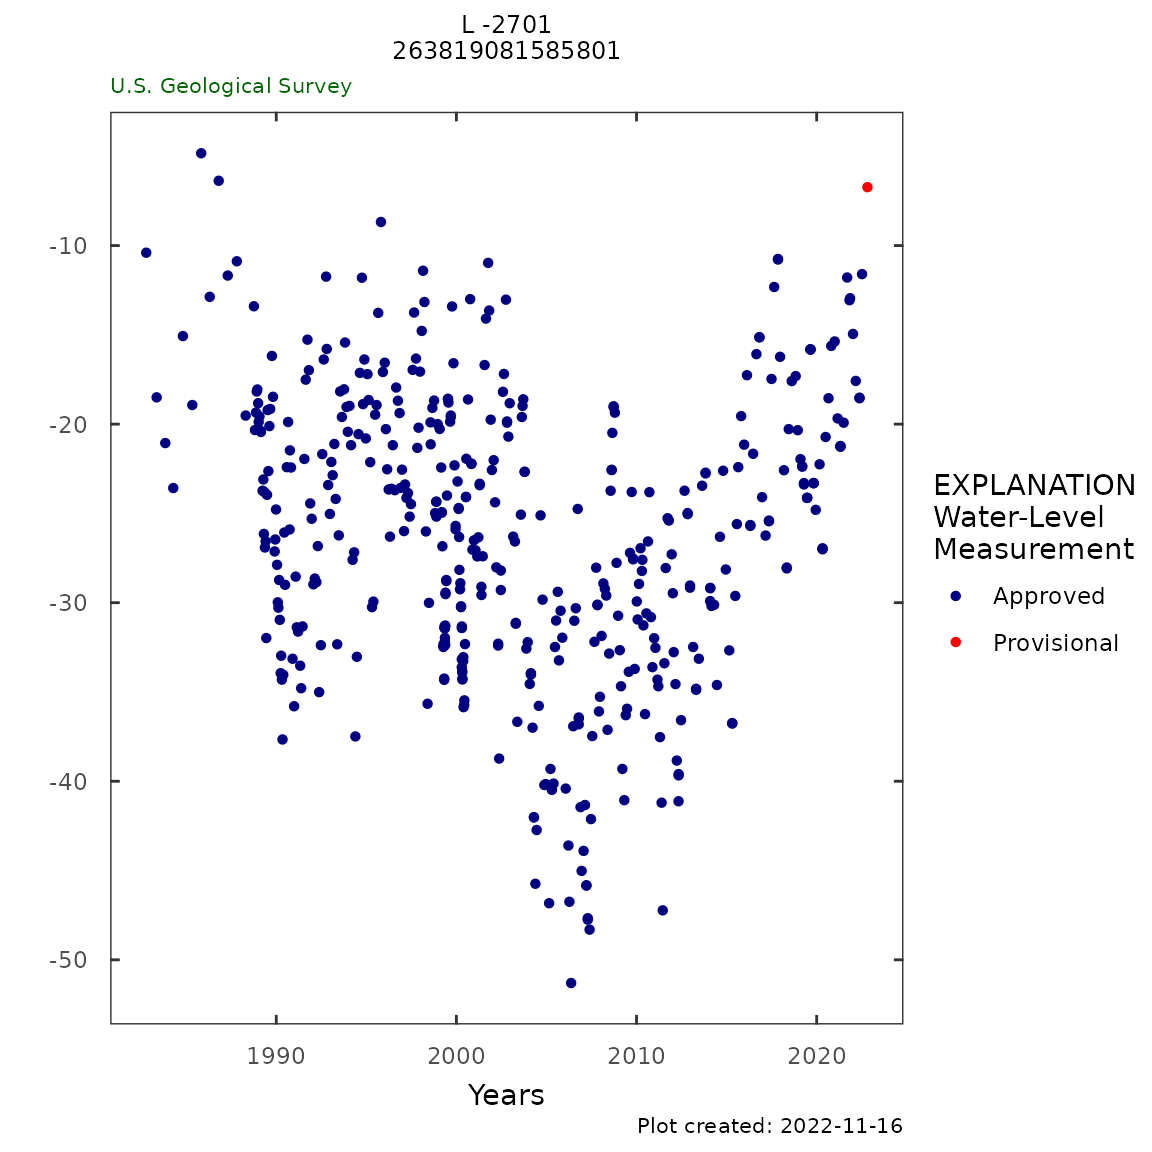 L -2701
263819081585801
U.S. Geological Survey
-10
-20
-30
-40
-50
1990 2000 2010 2020
Years
EXPLANATION
Water-Level
Measurement
Approved
Provisional
Plot created: 2022-11-16